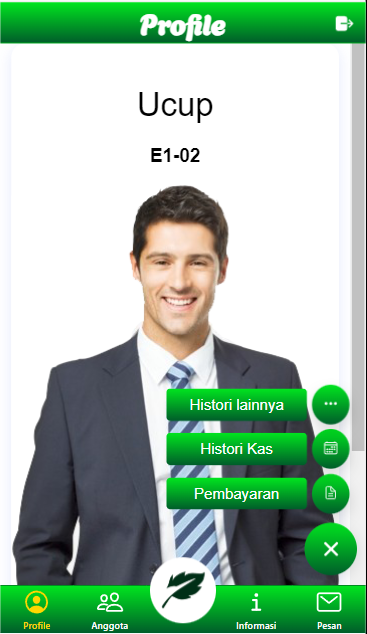 Profile
Ucup
E1-02
Histori lainnya
Histori Kas
Pembayaran
Profile
Anggota
Informasi
Pesan